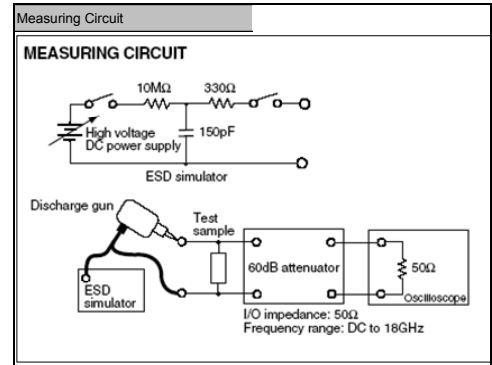 Measuring Circuit
MEASURING CIRCUIT
10MΩ
330Ω
High voltage
DC power supply
150pF
ESD simulator
Discharge gun
Test
sample
60dB attenuator
50Ω
ESD
simulator
Oscilloscope
I/O impedance: 50Ω
Frequency range: DC to 18GHz